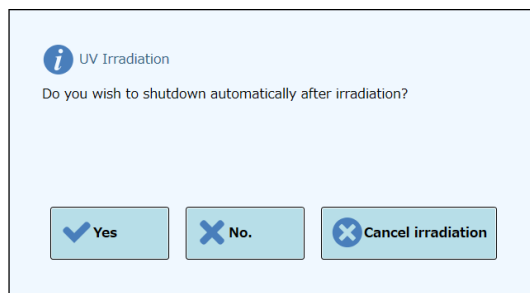 UV Irradiation
Do you wish to shutdown automatically after irradiation?
Yes
No.
Cancel irradiation